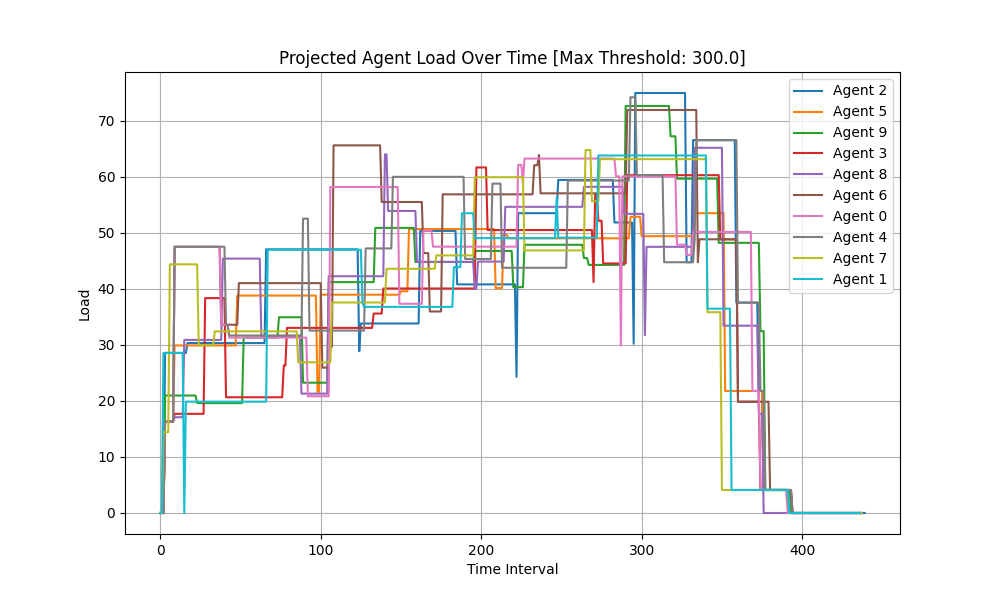 Projected Agent Load Over Time [Max Threshold: 300.0]
Load
70
60
50
40
30
20
10
0
0 100 200 300 400
Time Interval
Agent 2
Agent 5
Agent 9
Agent 3
Agent 8
Agent 6
Agent 0
Agent 4
Agent 7
Agent 1